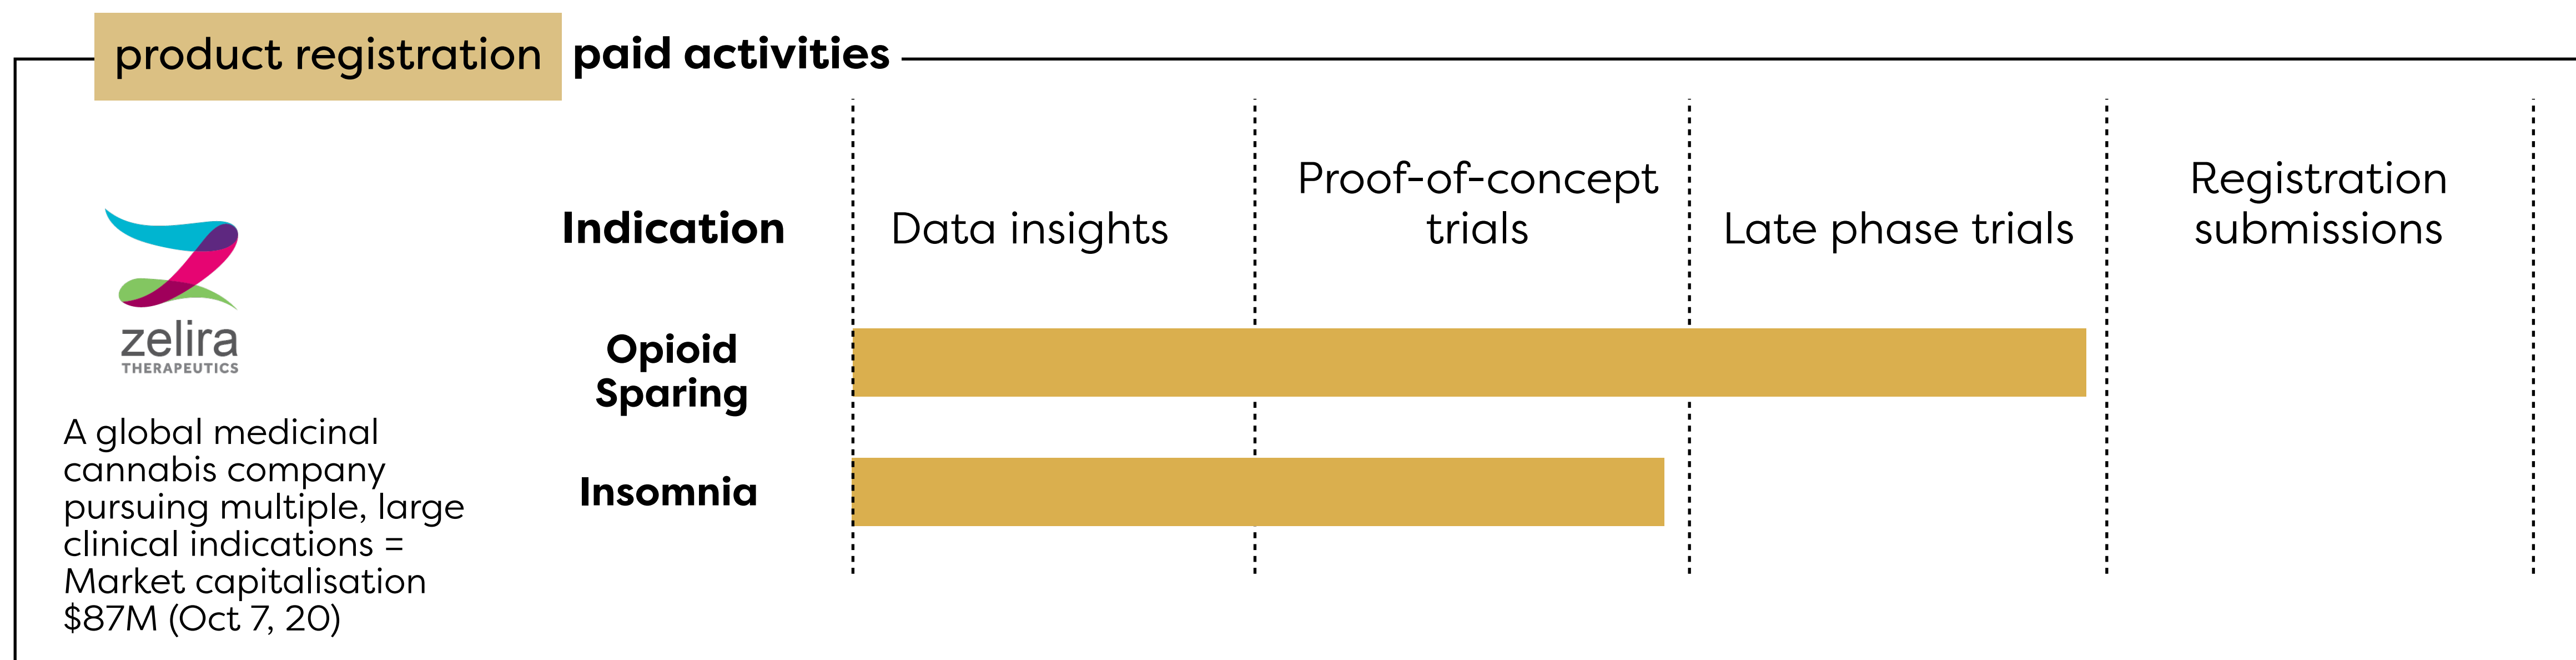 product registration paid activities
Indication
Data insights
Proof-of-concept
trials
Late phase trials
Registration
submissions
zelira
THERAPEUTICS
Opioid
Sparing
Insomnia
A global medicinal
cannabis company
pursuing multiple, large
clinical indications =
Market capitalisation
$87M (Oct 7, 20)